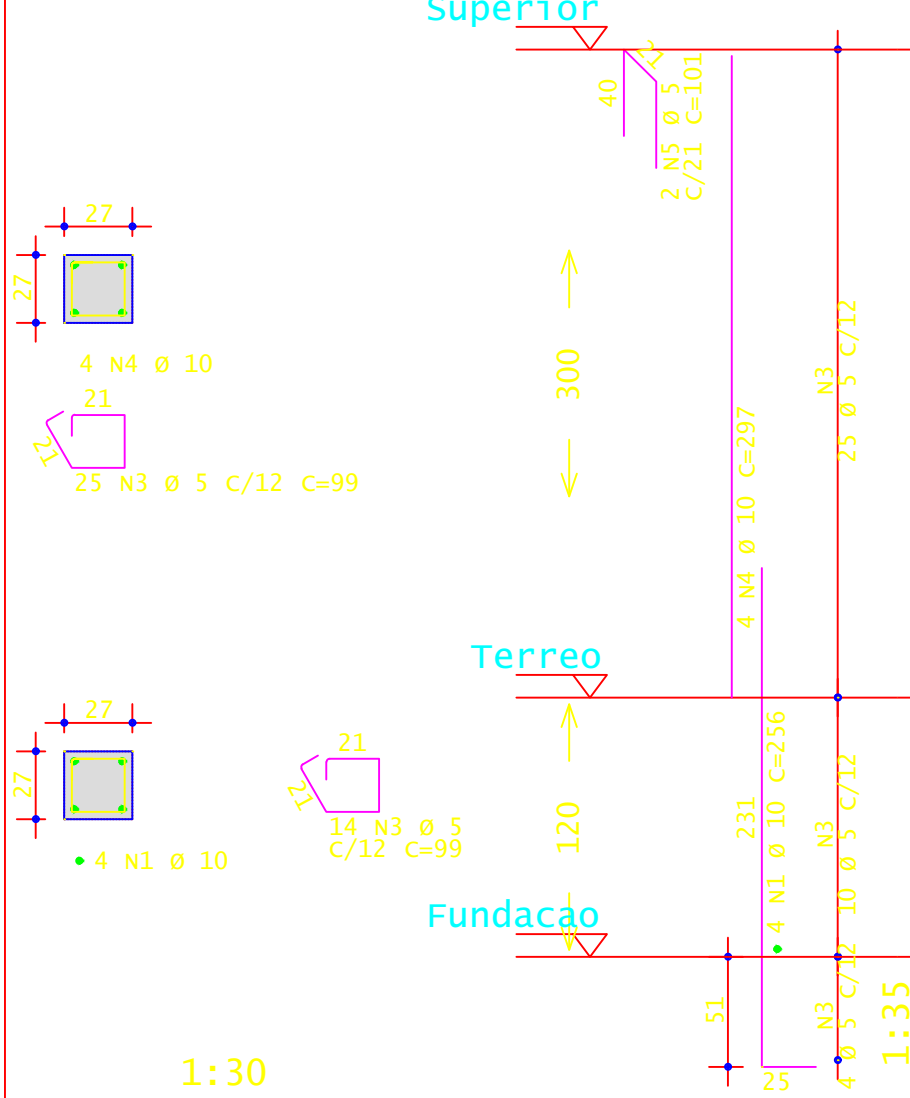 Superior
21
40
2 N5 Ø 5
C/21 C=101
27
27
4 N4 Ø 10
21
21
25 N3 Ø 5 C/12 C=99
300
4 N4 Ø 10 C=297
N3
25 Ø 5 C/12
Terreo
27
27
4 N1 Ø 10
21
21
14 N3 Ø 5
C/12 C=99
120
231
4 N1 Ø 10 C=256
N3
10 Ø 5 C/12
Fundacao
51
25
N3
4 Ø 5 C/12
1:30
1:35